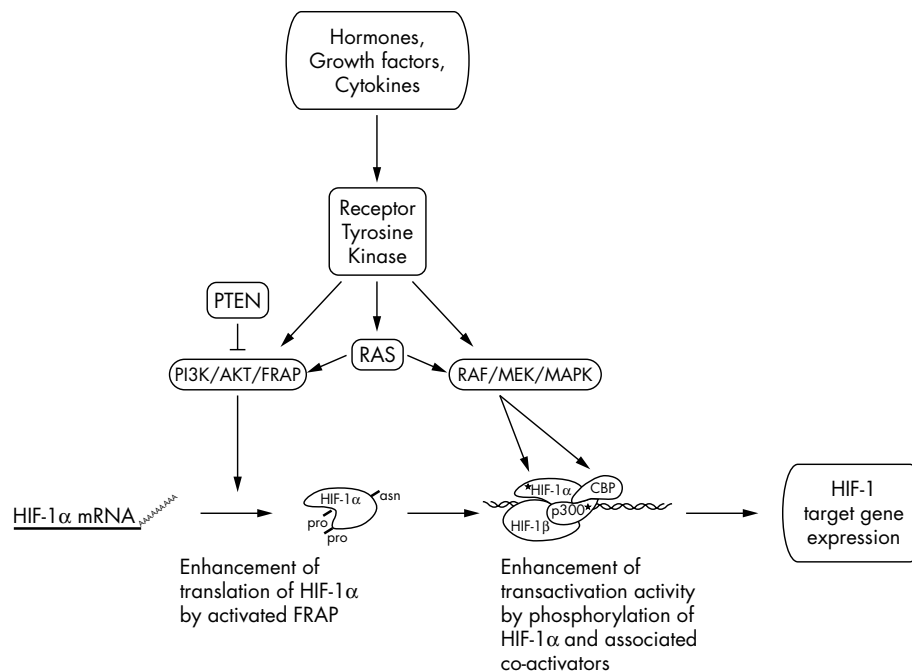 Hormones,
Growth factors,
Cytokines
Receptor
Tyrosine
Kinase
PTEN
RAS
PI3K/AKT/FRAP
RAF/MEK/MAPK
HIF-1α mRNA
AAAAAAAAA
HIF-1α
asn
pro
pro
HIF-1α
CBP
p300
HIF-1β
HIF-1
target gene
expression
Enhancement of
translation of HIF-1α
by activated FRAP
Enhancement of
transactivation activity
by phosphorylation of
HIF-1α and associated
co-activators